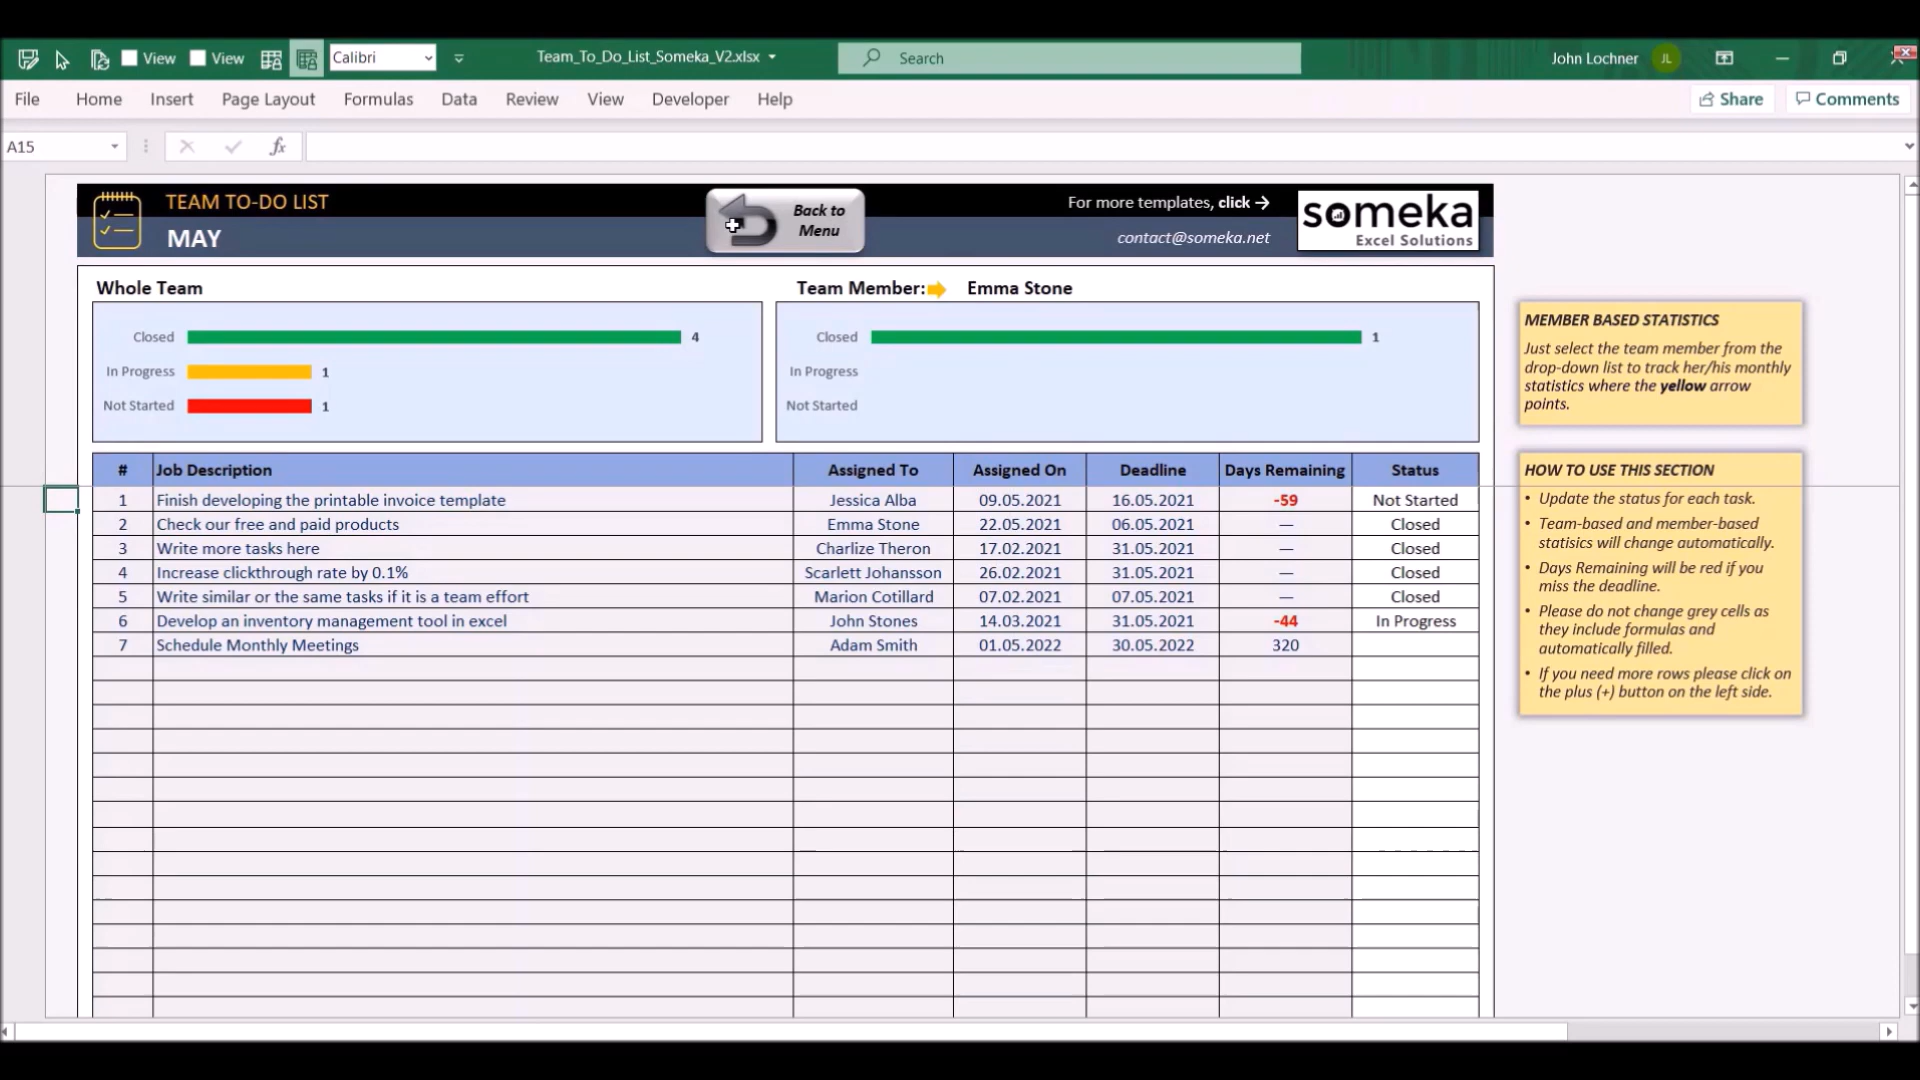 View View Calibri Team_To_Do_List_Someka_V2.xlsx Search John Lochner JL
File Home Insert Page Layout Formulas Data Review View Developer Help Share Comments
A15 fx
TEAM TO-DO LIST
MAY
Back to
Menu
For more templates, click →
contact@someka.net
someka
Excel Solutions
Whole Team
Closed 4
In Progress 1
Not Started 1
Team Member: Emma Stone
Closed 1
In Progress
Not Started
MEMBER BASED STATISTICS
Just select the team member from the
drop-down list to track her/his monthly
statistics where the yellow arrow
points.
# Job Description Assigned To Assigned On Deadline Days Remaining Status
1 Finish developing the printable invoice template Jessica Alba 09.05.2021 16.05.2021 -59 Not Started
2 Check our free and paid products Emma Stone 22.05.2021 06.05.2021 — Closed
3 Write more tasks here Charlize Theron 17.02.2021 31.05.2021 — Closed
4 Increase clickthrough rate by 0.1% Scarlett Johansson 26.02.2021 31.05.2021 — Closed
5 Write similar or the same tasks if it is a team effort Marion Cotillard 07.02.2021 07.05.2021 — Closed
6 Develop an inventory management tool in excel John Stones 14.03.2021 31.05.2021 -44 In Progress
7 Schedule Monthly Meetings Adam Smith 01.05.2022 30.05.2022 320
HOW TO USE THIS SECTION
• Update the status for each task.
• Team-based and member-based
statisics will change automatically.
• Days Remaining will be red if you
miss the deadline.
• Please do not change grey cells as
they include formulas and
automatically filled.
• If you need more rows please click on
the plus (+) button on the left side.